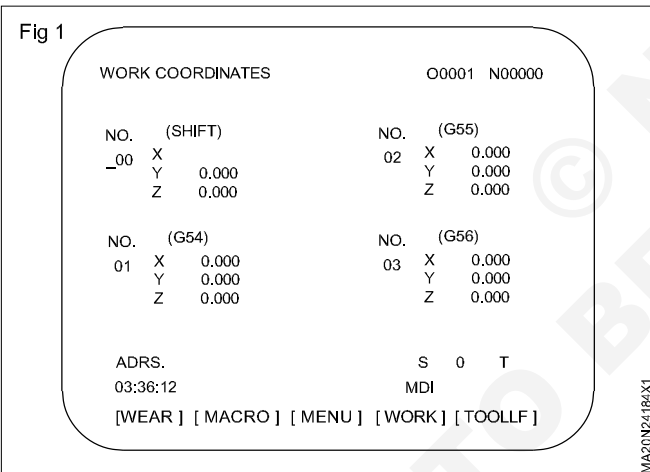 Fig 1
WORK COORDINATES O0001 N00000
NO. (SHIFT) NO. (G55)
_00 X 02 X 0.000
Y 0.000 Y 0.000
Z 0.000 Z 0.000
NO. (G54) NO. (G56)
01 X 0.000 03 X 0.000
Y 0.000 Y 0.000
Z 0.000 Z 0.000
ADRS. S 0 T
03:36:12 MDI
[WEAR ] [ MACRO ] [ MENU ] [ WORK ] [ TOOLLF ]
MA20N24184X1